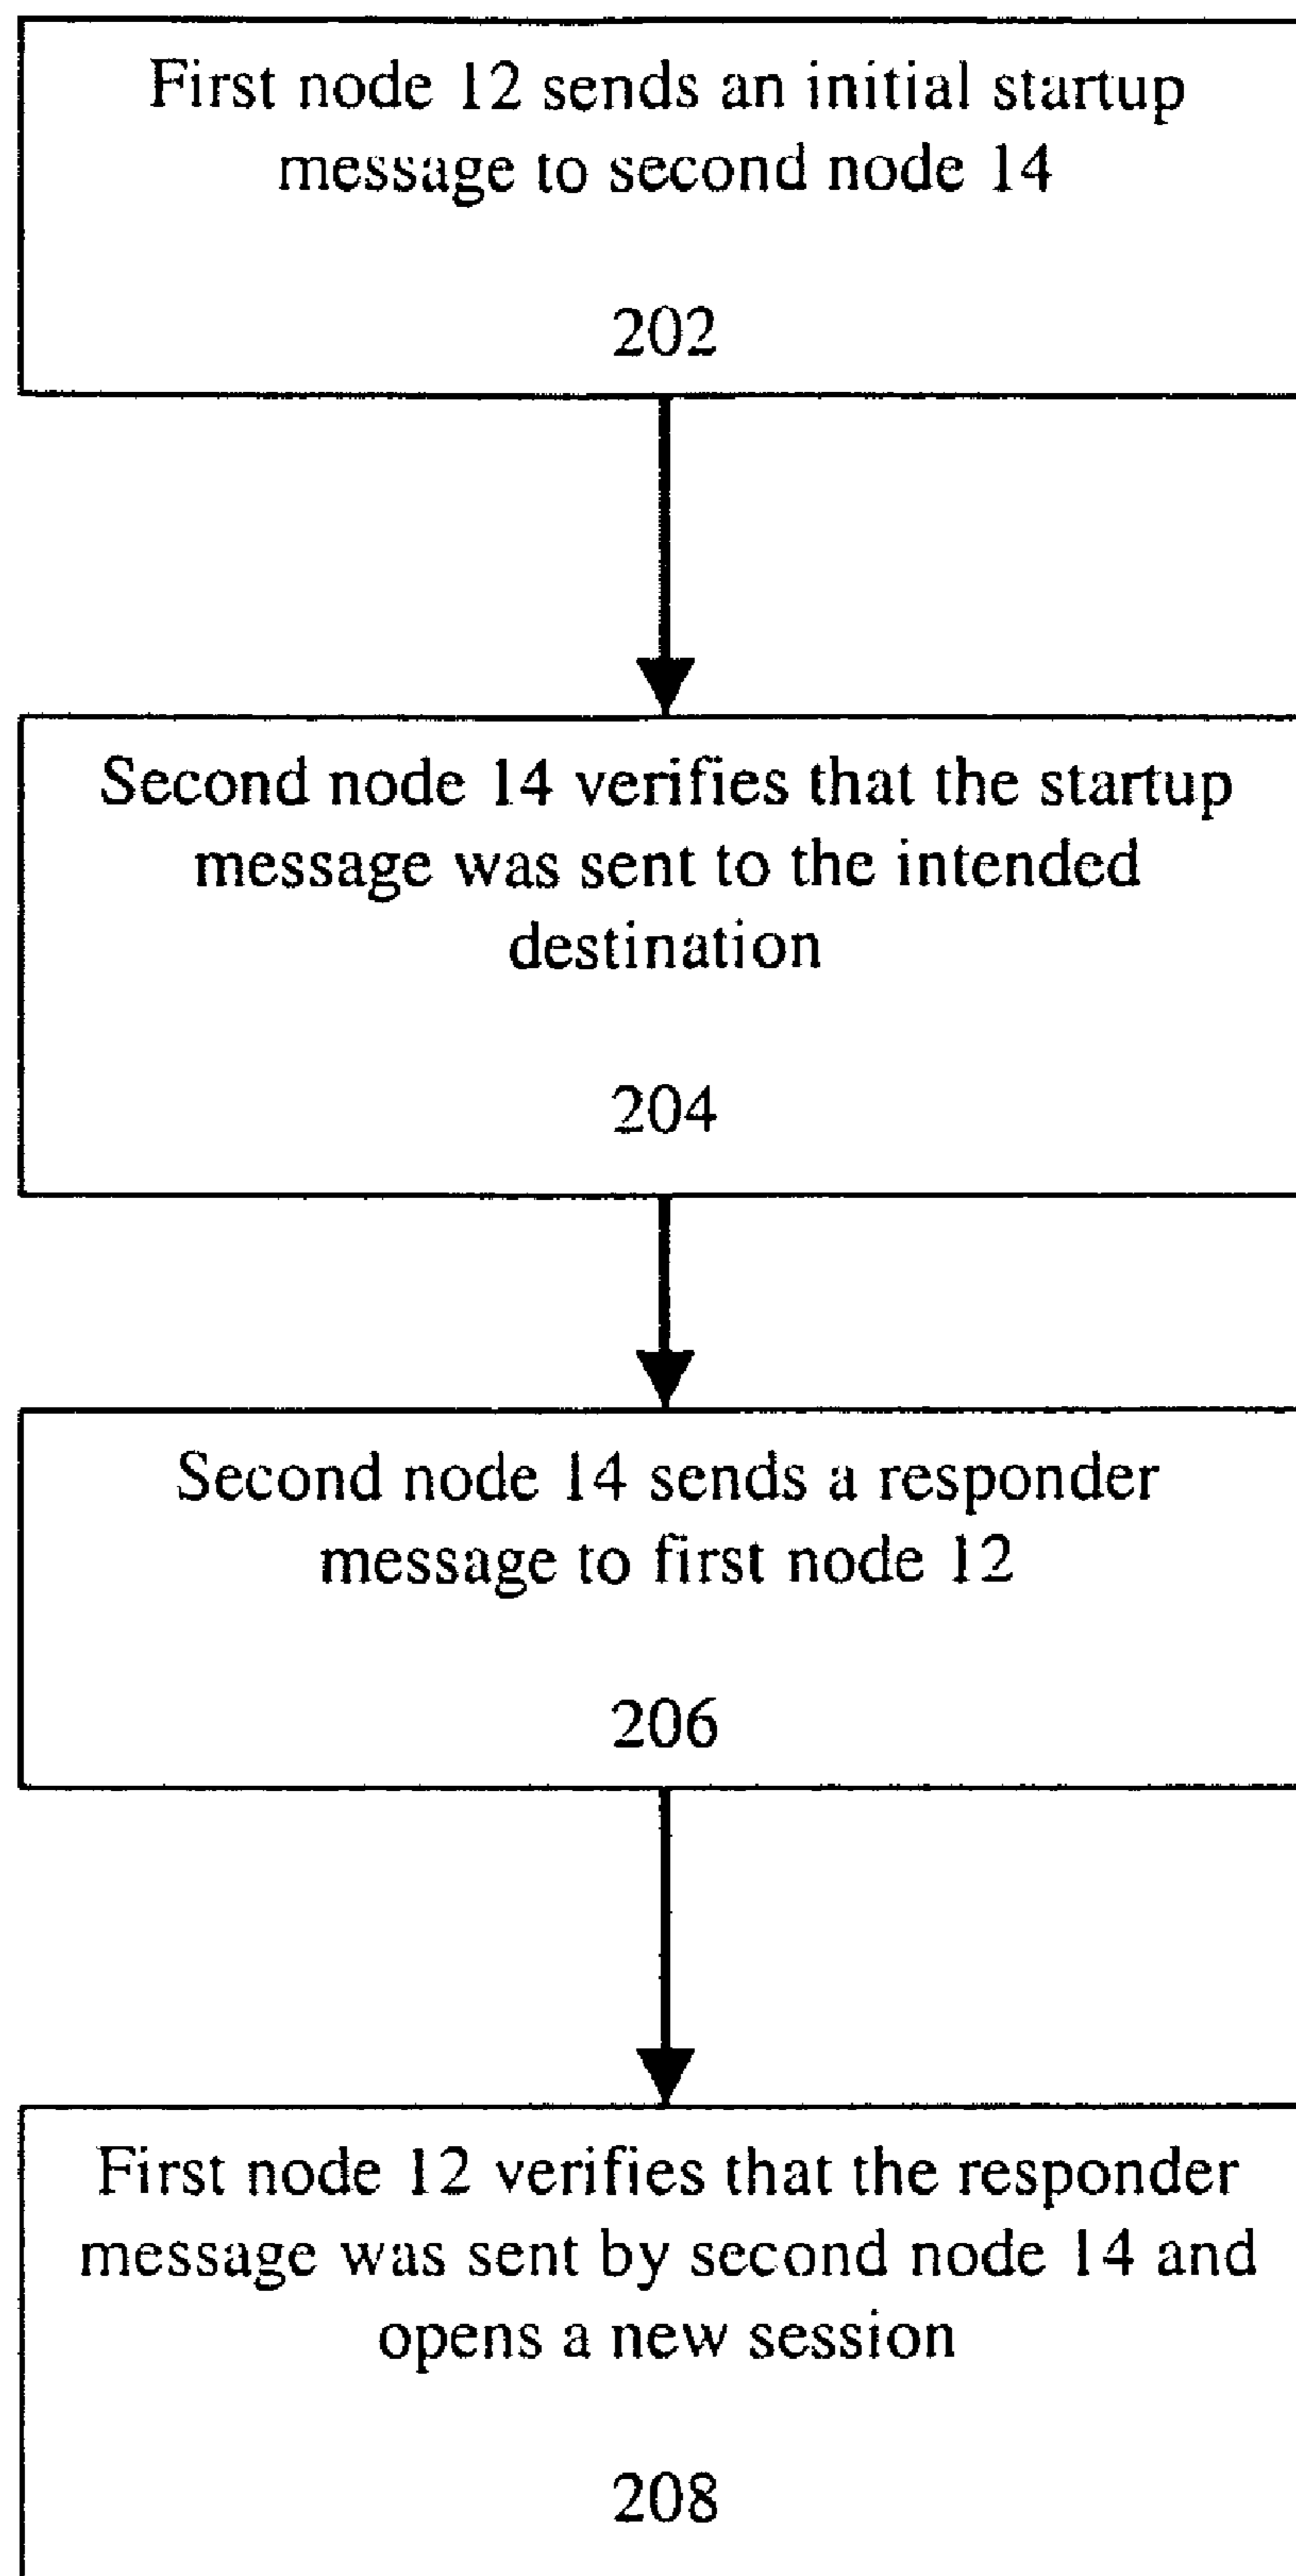 First node 12 sends an initial startup
message to second node 14
202
Second node 14 verifies that the startup
message was sent to the intended
destination
204
Second node 14 sends a responder
message to first node 12
206
First node 12 verifies that the responder
message was sent by second node 14 and
opens a new session
208